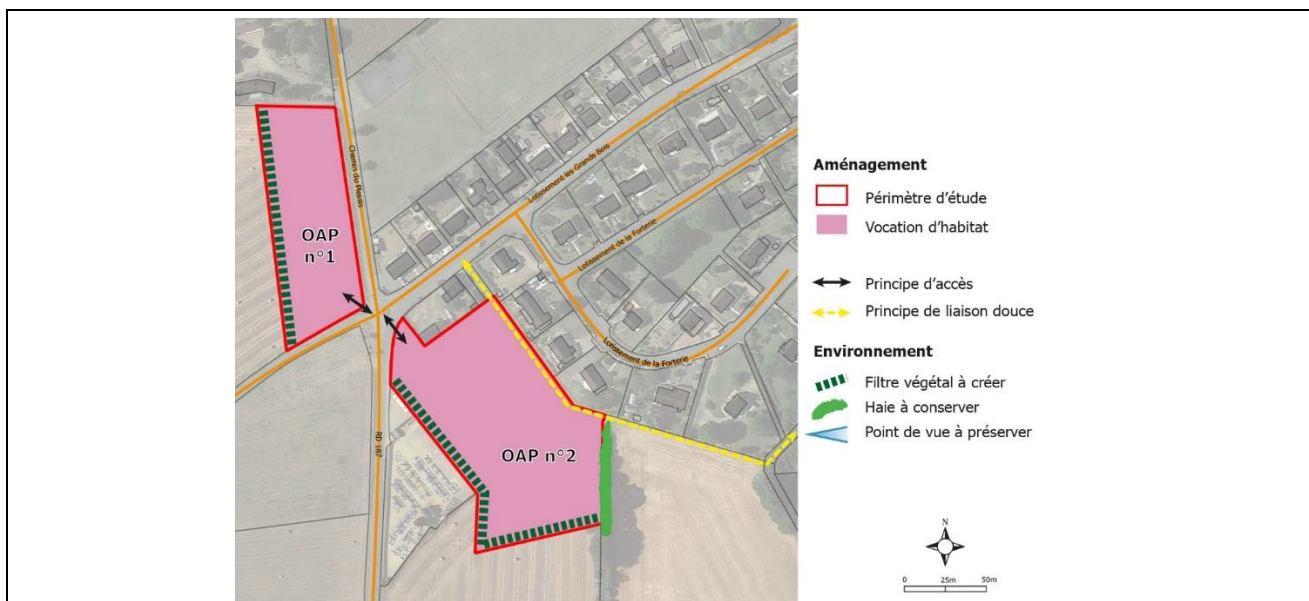 Chemin du Plessis
Lotissement les Grands Bois
OAP
n°1
Lotissement de la Forterie
Lotissement de la Forterie
RD 187
OAP n°2
Aménagement
Périmètre d'étude
Vocation d'habitat
Principe d'accès
Principe de liaison douce
Environnement
Filtre végétal à créer
Haie à conserver
Point de vue à préserver
N
0 25m 50m